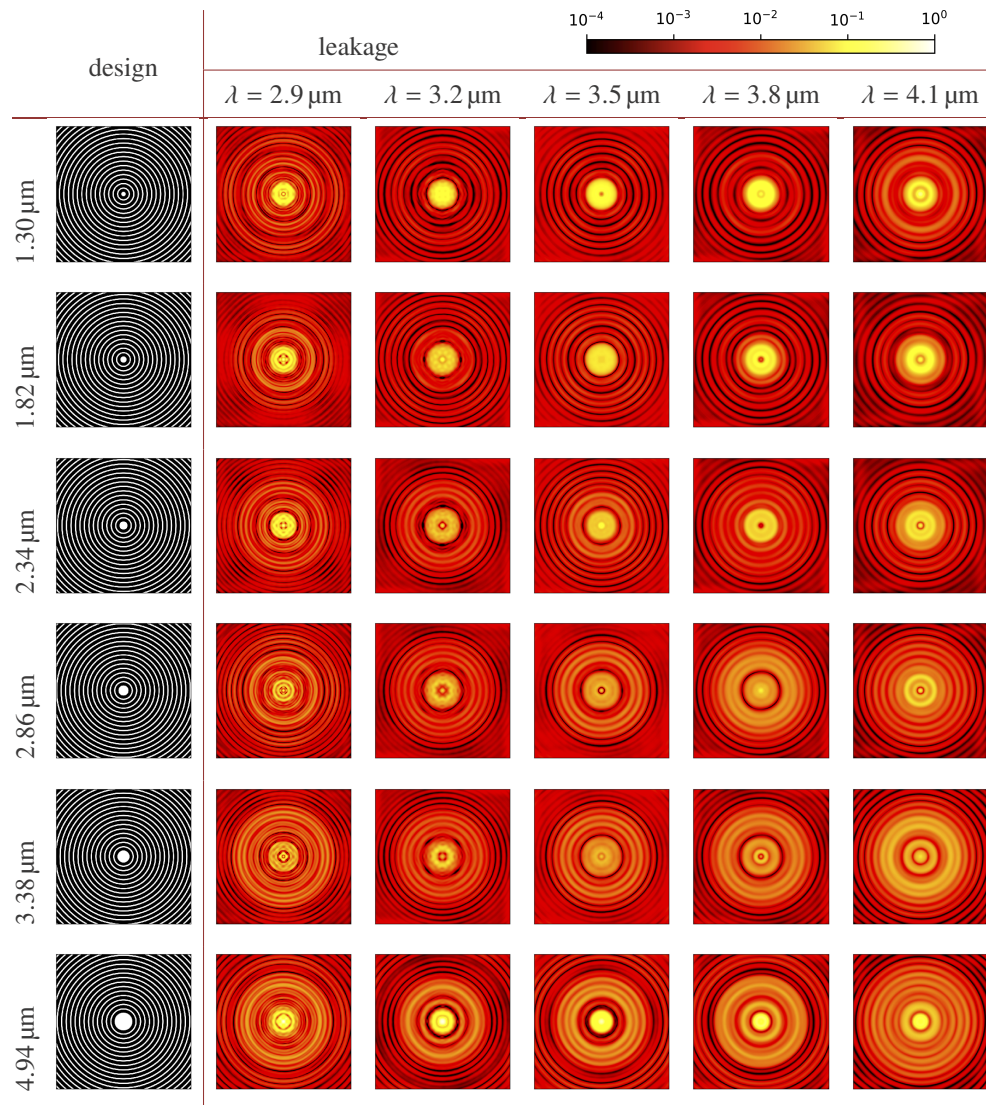 10⁻⁴ 10⁻³ 10⁻² 10⁻¹ 10⁰
leakage
design
λ = 2.9 µm λ = 3.2 µm λ = 3.5 µm λ = 3.8 µm λ = 4.1 µm
1.30 µm
1.82 µm
2.34 µm
2.86 µm
3.38 µm
4.94 µm